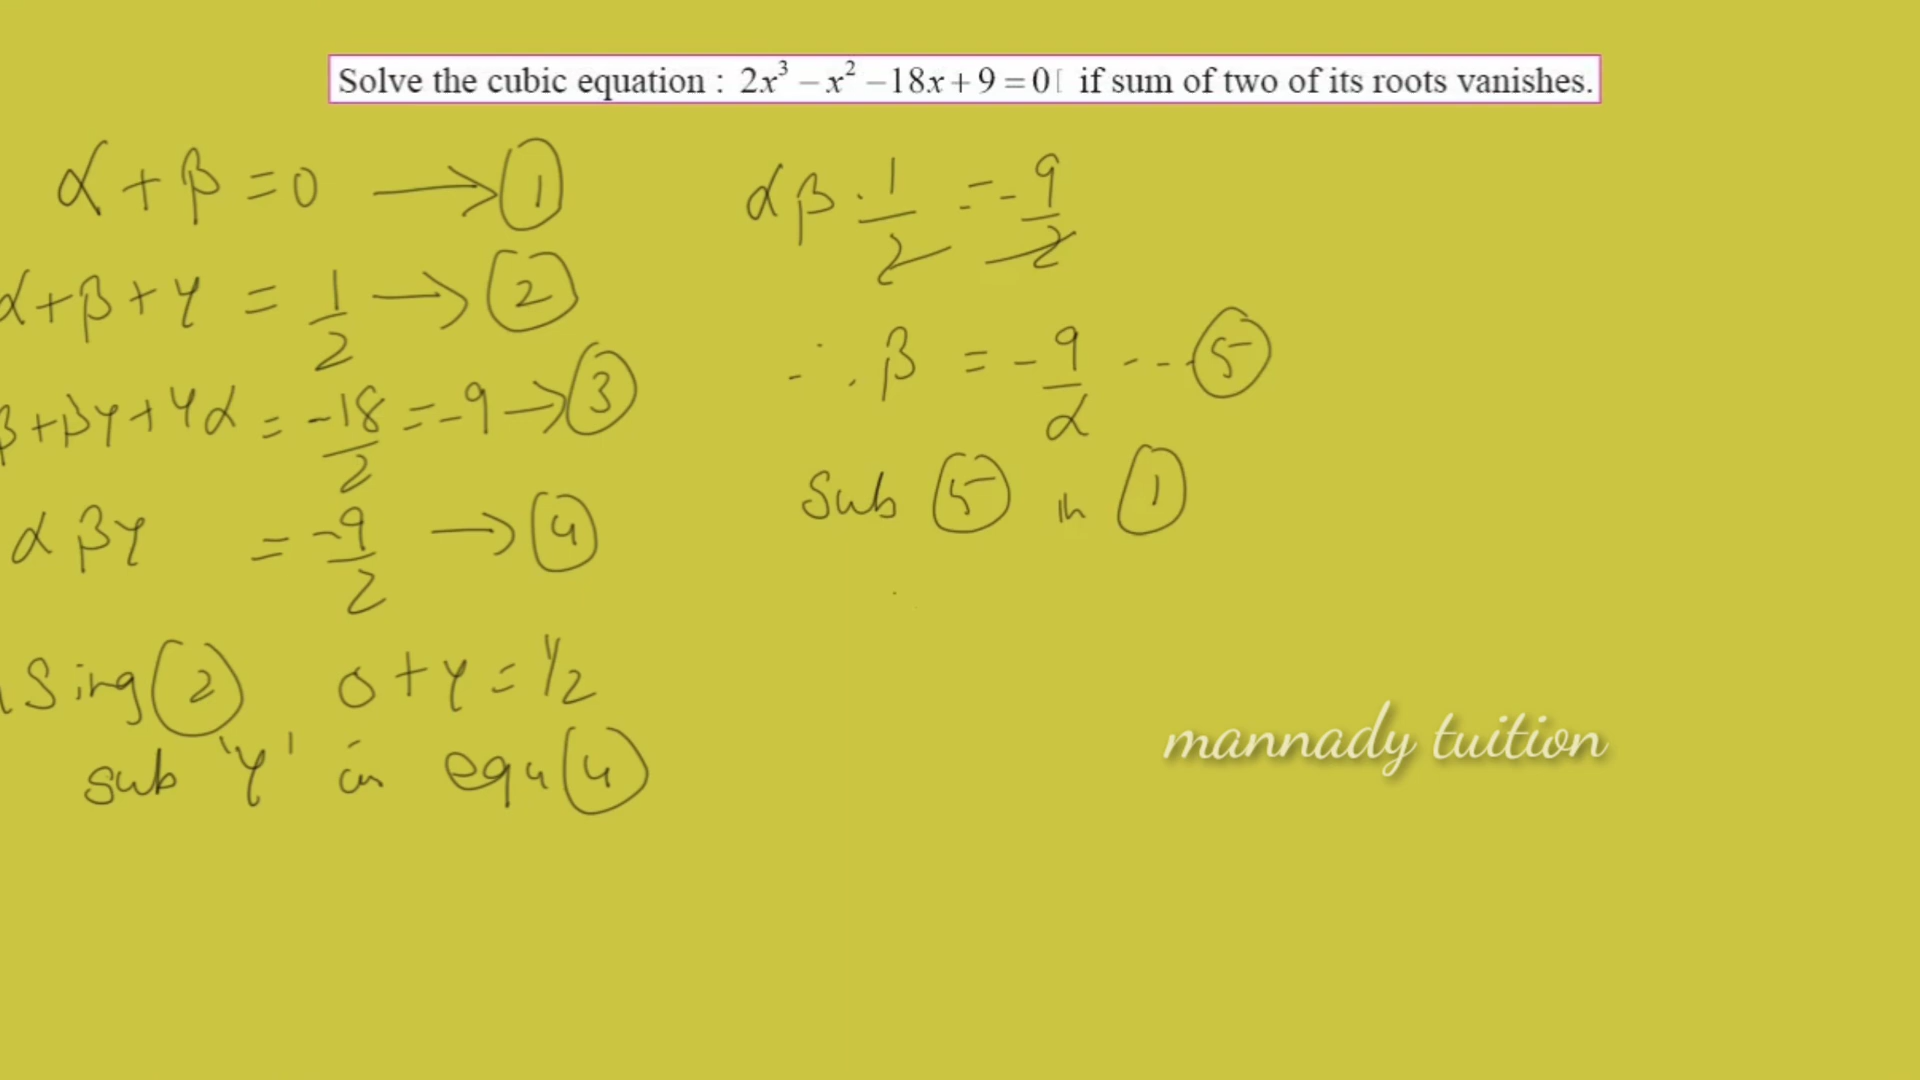 Solve the cubic equation : 2x³ – x² –18x + 9 = 0 if sum of two of its roots vanishes.
α + β = 0 → ①
α + β + γ = 1/2 → ②
β + βγ + γα = -18/2 = -9 → ③
αβγ = -9/2 → ④
Sing ② 0 + γ = 1/2
sub 'γ' in equ ④
αβ · 1/2 = -9/2
∴ β = -9/α --- ⑤
Sub ⑤ in ①
mannady tuition